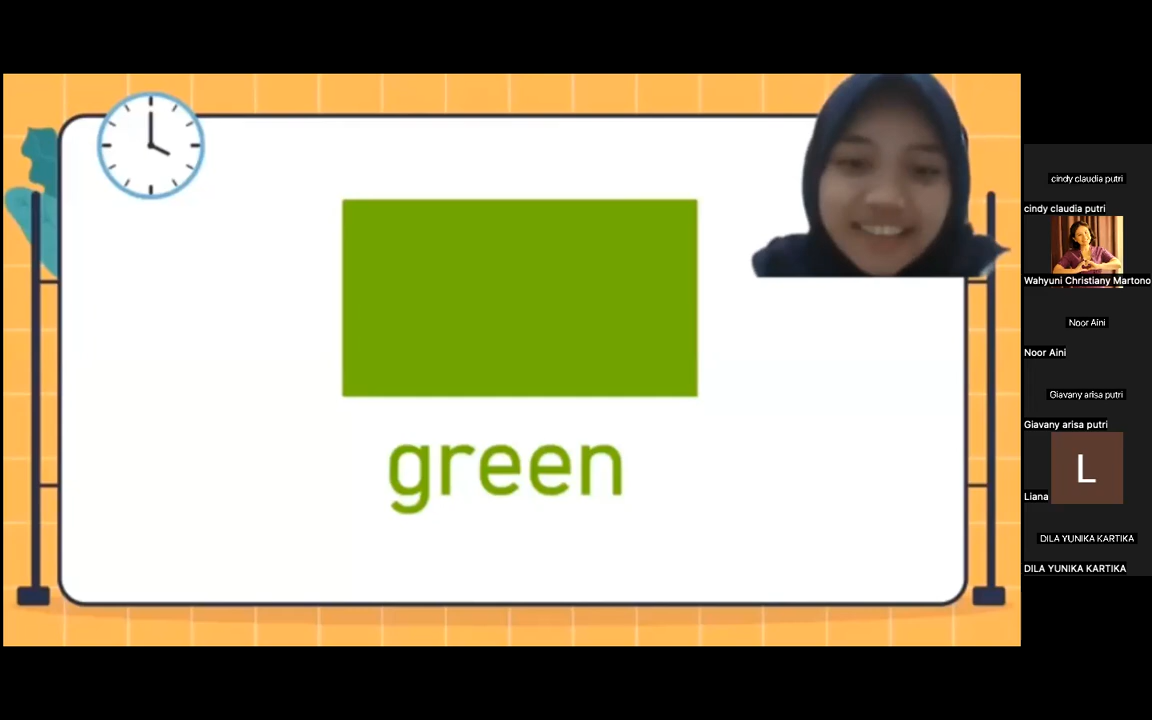 green
cindy claudia putri
cindy claudia putri
Wahyuni Christiany Martono
Noor Aini
Noor Aini
Giavany arisa putri
Giavany arisa putri
L
Liana
DILA YUNIKA KARTIKA
DILA YUNIKA KARTIKA